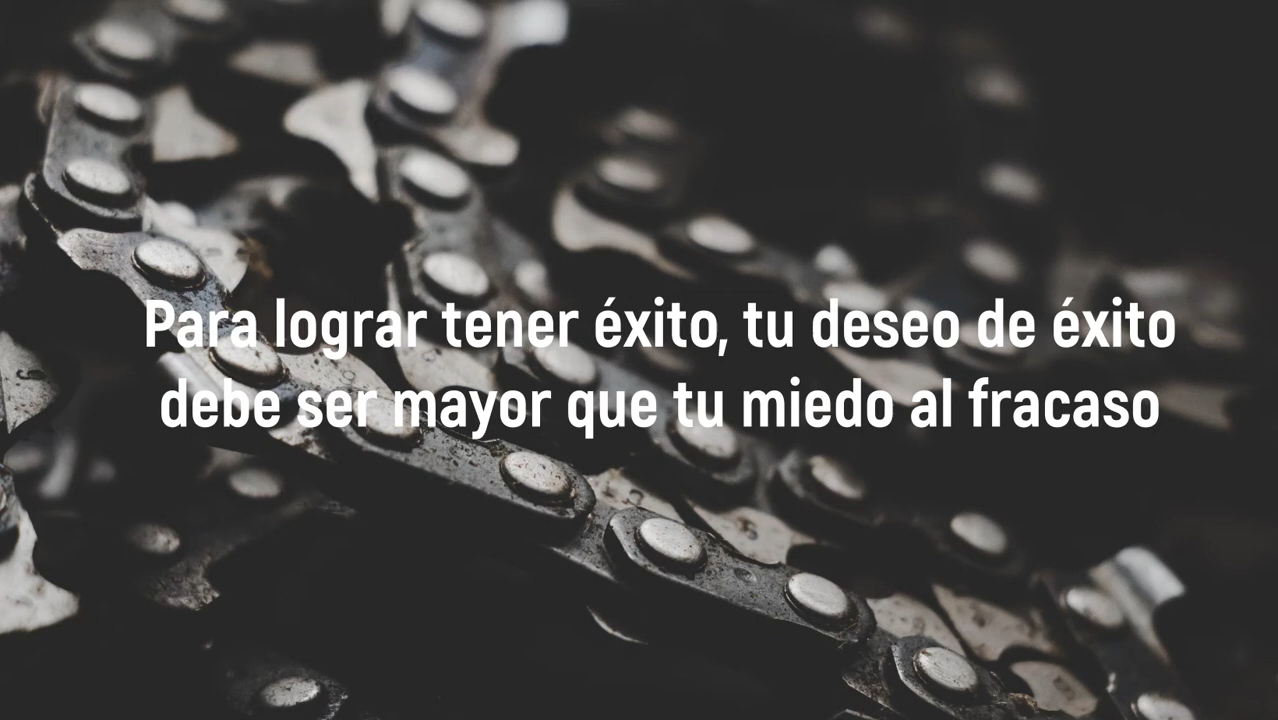 Para lograr tener éxito, tu deseo de éxito
debe ser mayor que tu miedo al fracaso